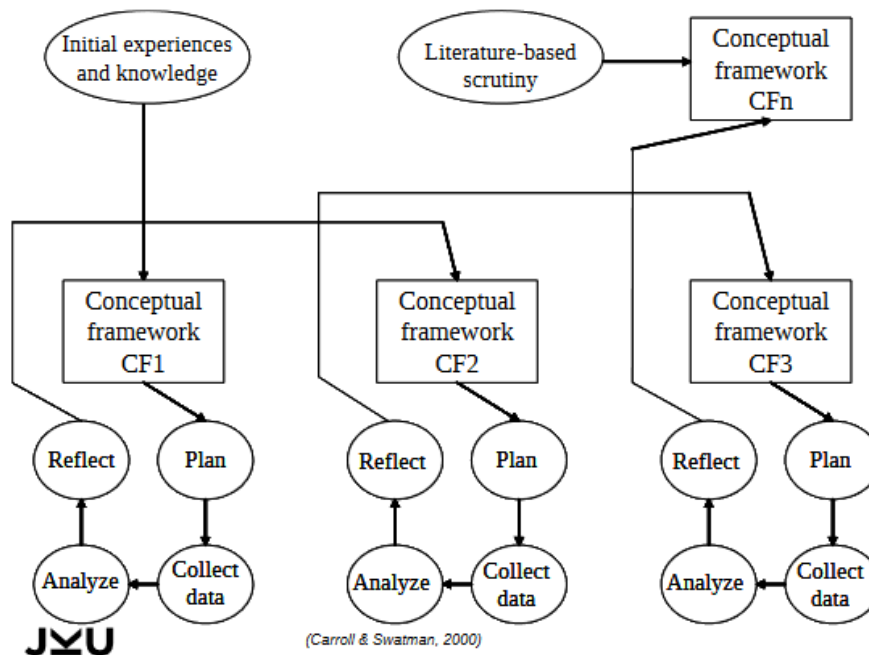 Initial experiences
and knowledge
Literature-based
scrutiny
Conceptual
framework
CFn
Conceptual
framework
CF1
Conceptual
framework
CF2
Conceptual
framework
CF3
Reflect
Plan
Reflect
Plan
Reflect
Plan
Analyze
Collect
data
Analyze
Collect
data
Analyze
Collect
data
JKU
(Carroll & Swatman, 2000)